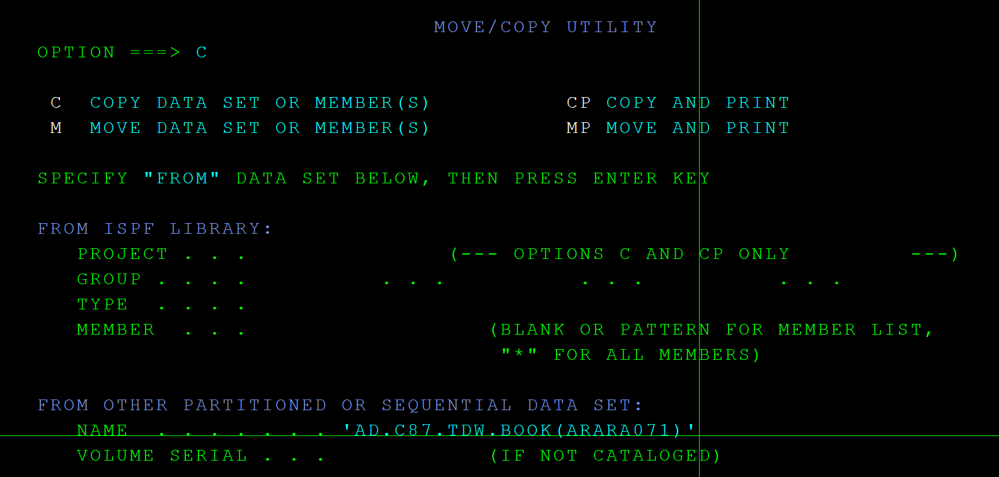 MOVE/COPY UTILITY
OPTION ===> C
C  COPY DATA SET OR MEMBER(S)          CP COPY AND PRINT
M  MOVE DATA SET OR MEMBER(S)          MP MOVE AND PRINT
SPECIFY "FROM" DATA SET BELOW, THEN PRESS ENTER KEY
FROM ISPF LIBRARY:
PROJECT . . .               (--- OPTIONS C AND CP ONLY         ---)
GROUP . . . .          . . .          . . .          . . .
TYPE  . . . .
MEMBER  . . .                  (BLANK OR PATTERN FOR MEMBER LIST,
"*" FOR ALL MEMBERS)
FROM OTHER PARTITIONED OR SEQUENTIAL DATA SET:
NAME  . . . . . . . 'AD.C87.TDW.BOOK(ARARA071)'
VOLUME SERIAL . . .            (IF NOT CATALOGED)